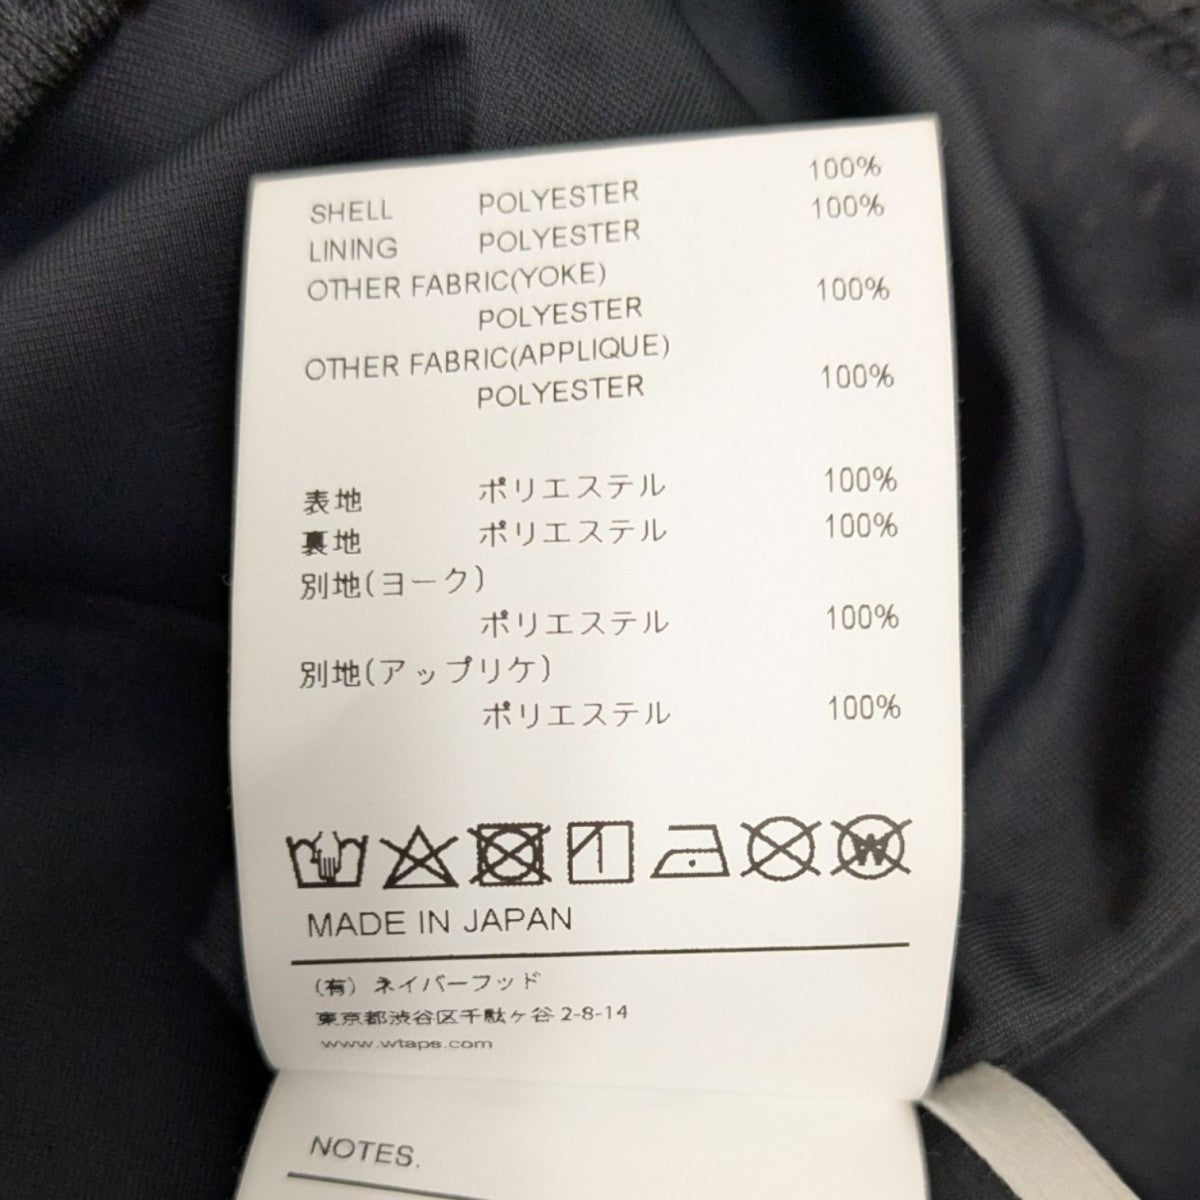 SHELL POLYESTER 100%
LINING POLYESTER 100%
OTHER FABRIC(YOKE)
POLYESTER 100%
OTHER FABRIC(APPLIQUE)
POLYESTER 100%
表地 ポリエステル 100%
裏地 ポリエステル 100%
別地(ヨーク)
ポリエステル 100%
別地(アップリケ)
ポリエステル 100%
W
MADE IN JAPAN
(有) ネイバーフッド
東京都渋谷区千駄ヶ谷 2-8-14
www.wtaps.com
NOTES.